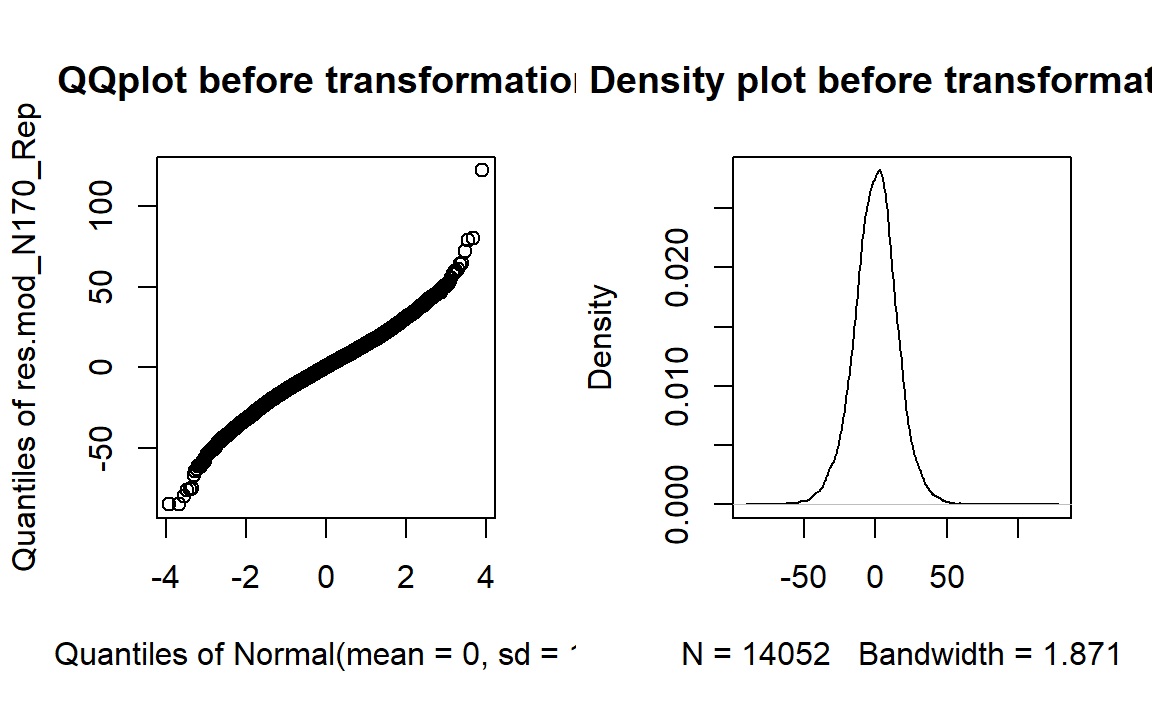 QQplot before transformation
Quantiles of res.mod_N170_Rep
100
50
0
-50
-4 -2 0 2 4
Quantiles of Normal(mean = 0, sd = 
Density plot before transformat
Density
0.020
0.010
0.000
-50 0 50
N = 14052 Bandwidth = 1.871